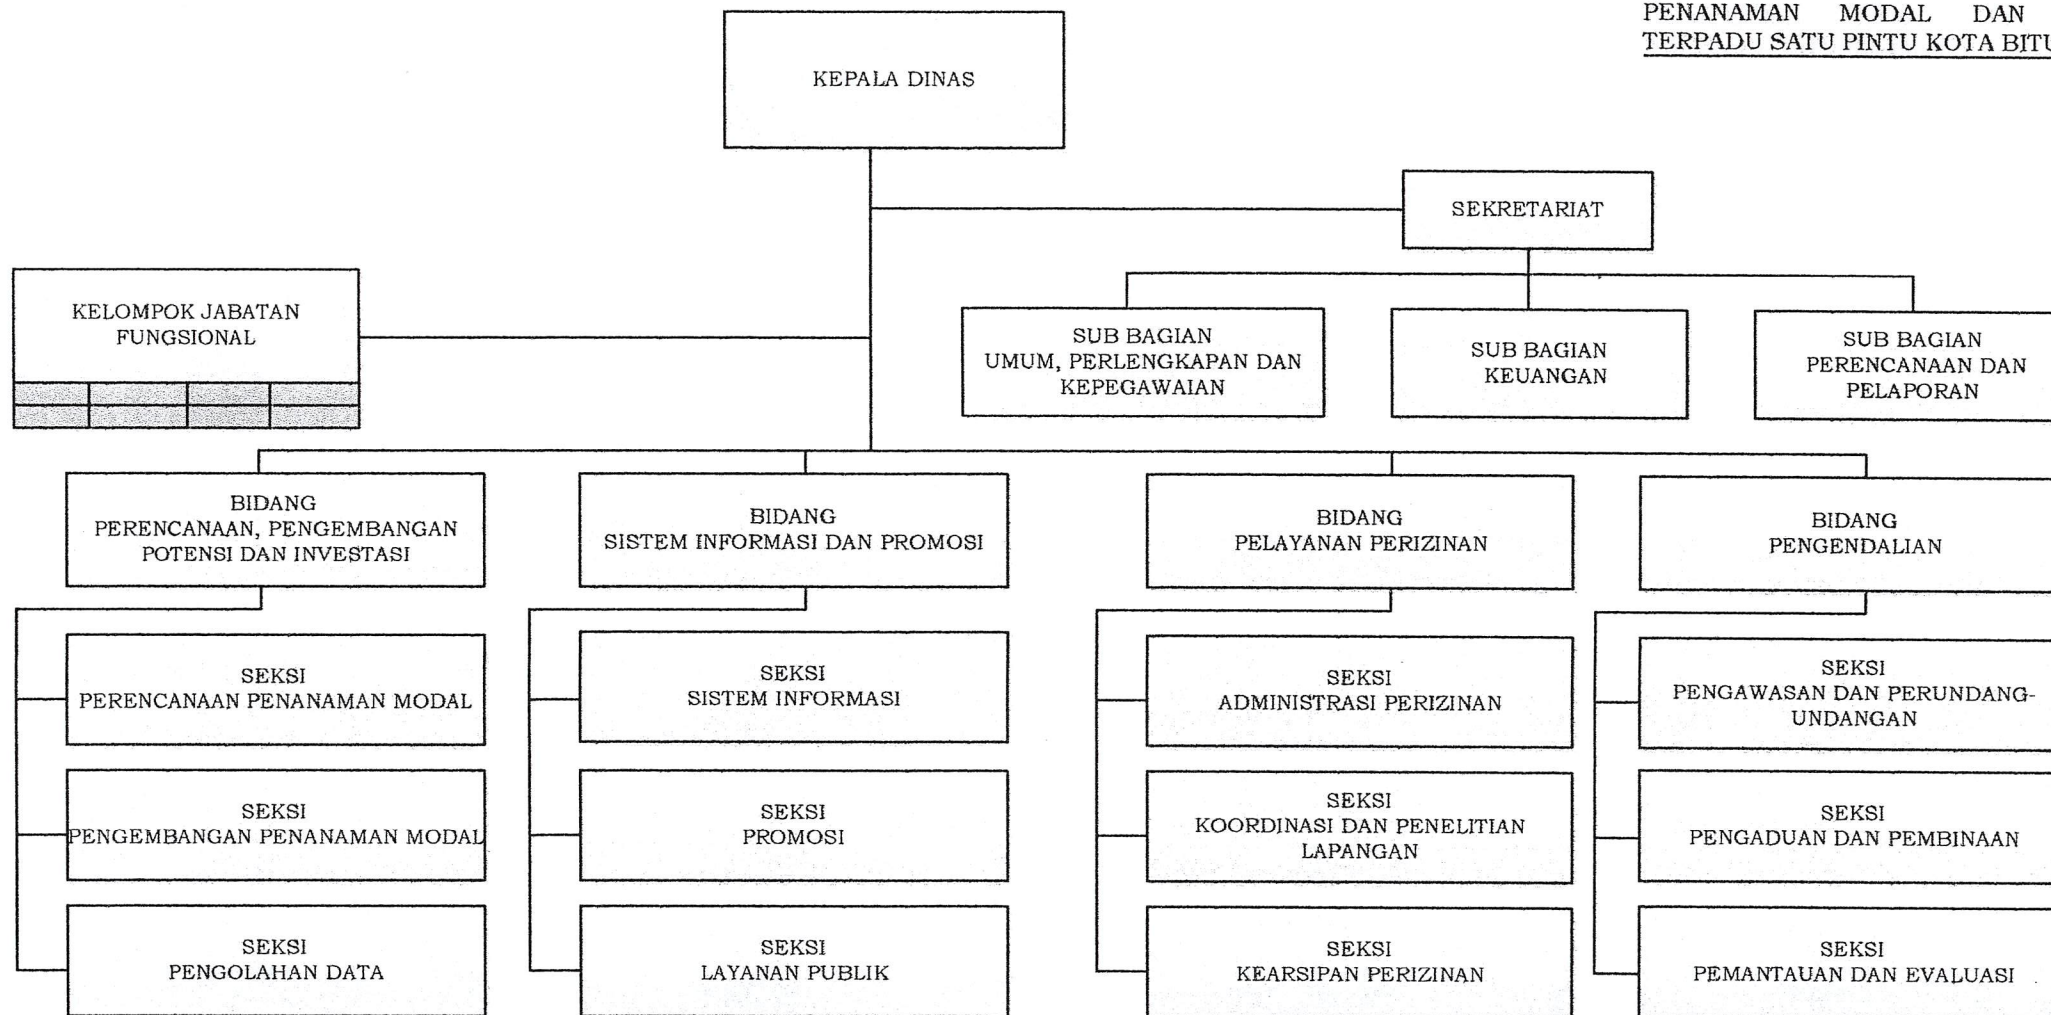 PENANAMAN MODAL DAN
TERPADU SATU PINTU KOTA
KEPALA DINAS
SEKRETARIAT
KELOMPOK JABATAN
FUNGSIONAL
SUB BAGIAN
UMUM, PERLENGKAPAN DAN
KEPEGAWAIAN
SUB BAGIAN
KEUANGAN
SUB BAGIAN
PERENCANAAN DAN
PELAPORAN
BIDANG
PERENCANAAN, PENGEMBANGAN
POTENSI DAN INVESTASI
BIDANG
SISTEM INFORMASI DAN PROMOSI
BIDANG
PELAYANAN PERIZINAN
BIDANG
PENGENDALIAN
SEKSI
PERENCANAAN PENANAMAN MODAL
SEKSI
SISTEM INFORMASI
SEKSI
ADMINISTRASI PERIZINAN
SEKSI
PENGAWASAN DAN PERUNDANG-
UNDANGAN
SEKSI
PENGEMBANGAN PENANAMAN MODAL
SEKSI
PROMOSI
SEKSI
KOORDINASI DAN PENELITIAN
LAPANGAN
SEKSI
PENGADUAN DAN PEMBINAAN
SEKSI
PENGOLAHAN DATA
SEKSI
LAYANAN PUBLIK
SEKSI
KEARSIPAN PERIZINAN
SEKSI
PEMANTAUAN DAN EVALUASI